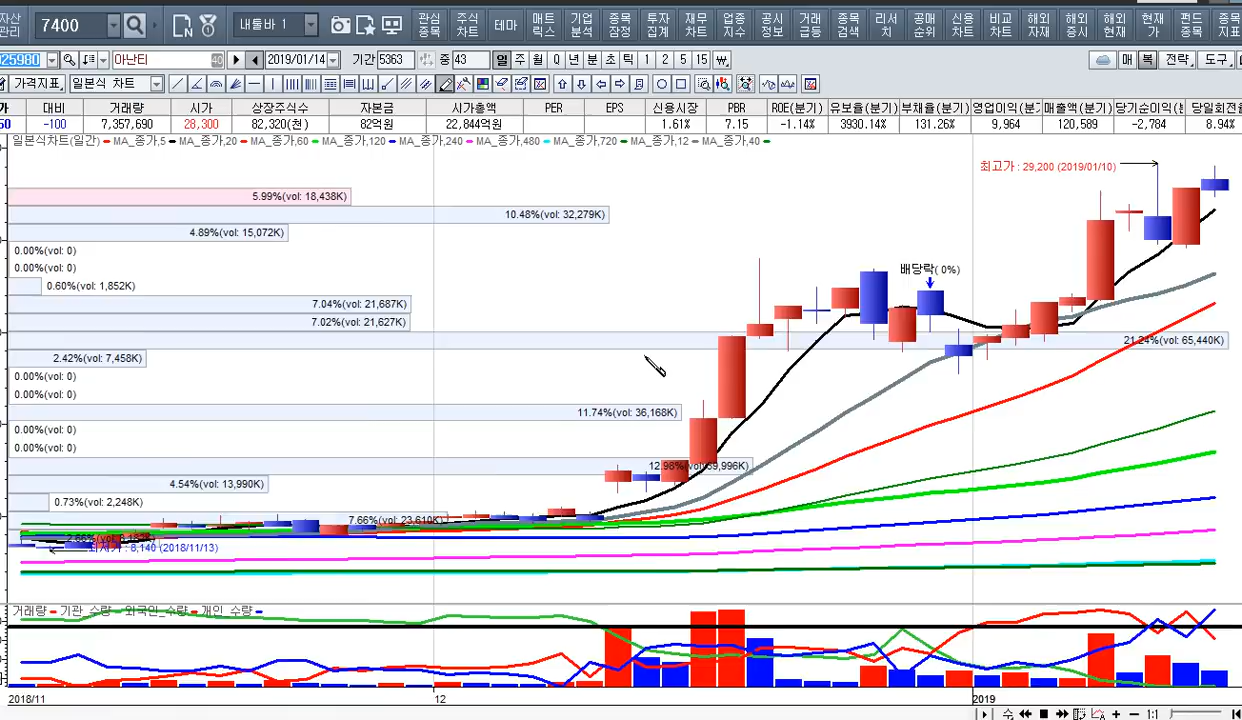 자산 관리 7400 내툴바 1 관심 종목 주식 차트 테마 매트릭스 기업 분석 종목 잠정 투자 집계 재무 차트 업종 지수 공시 정보 거래 급등 종목 검색 리서치 공매 순위 신용 차트 비교 차트 해외 자재 해외 증시 해외 현재 현재가 펀드 종목 종목 지표
025980 아난티 40 2019/01/14 기간 5363 중 43 일 주 월 Q 년 분 초 틱 1 2 5 15 ₩ 매 복 전략 도구
가격지표 일본식 차트
가 대비 거래량 시가 상장주식수 자본금 시가총액 PER EPS 신용시장 PBR ROE(분기) 유보율(분기) 부채율(분기) 영업이익(분기 매출액(분기) 당기순이익(분 당일회전율
50 -100 7,357,690 28,300 82,320(천) 82억원 22,844억원 1.61% 7.15 -1.14% 3930.14% 131.26% 9,964 120,589 -2,784 8.94%
일본식차트(일간) MA_종가,5 MA_종가,20 MA_종가,60 MA_종가,120 MA_종가,240 MA_종가,480 MA_종가,720 MA_종가,12 MA_종가,40
최고가 : 29,200 (2019/01/10)
5.99%(vol: 18,438K)
10.48%(vol: 32,279K)
4.89%(vol: 15,072K)
0.00%(vol: 0)
0.00%(vol: 0)
배당락( 0%)
0.60%(vol: 1,852K)
7.04%(vol: 21,687K)
7.02%(vol: 21,627K)
21.24%(vol: 65,440K)
2.42%(vol: 7,458K)
0.00%(vol: 0)
0.00%(vol: 0)
11.74%(vol: 36,168K)
0.00%(vol: 0)
0.00%(vol: 0)
12.98%(vol: 39,996K)
4.54%(vol: 13,990K)
0.73%(vol: 2,248K)
7.66%(vol: 23,610K)
2.66%(vol: 8,182K)
최저가 : 8,140 (2018/11/13)
거래량 기관_수량 외국인_수량 개인_수량
2018/11 12 2019
수 1:1